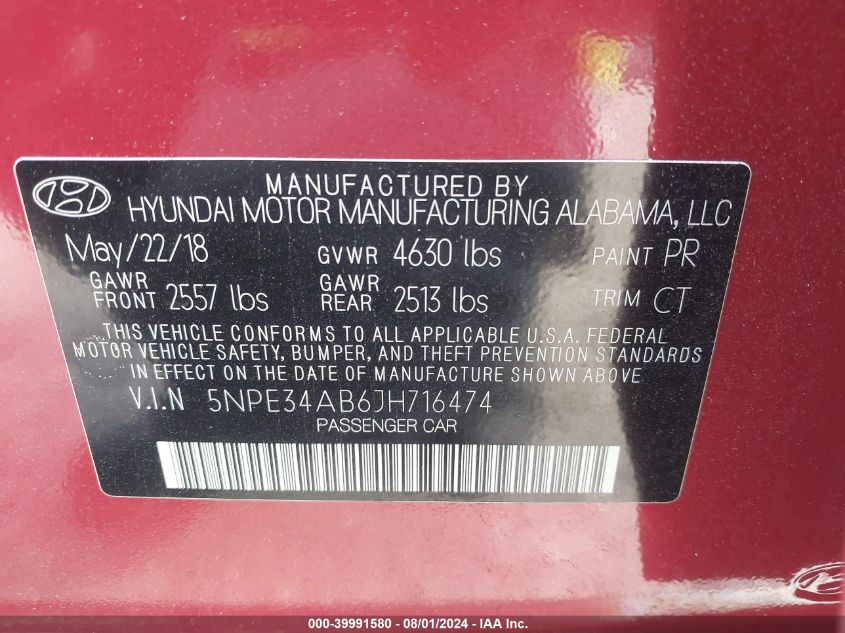 MANUFACTURED BY
HYUNDAI MOTOR MANUFACTURING ALABAMA, LLC
May/22/18 GVWR 4630 lbs PAINT PR
GAWR FRONT 2557 lbs GAWR REAR 2513 lbs TRIM CT
THIS VEHICLE CONFORMS TO ALL APPLICABLE U.S.A. FEDERAL
MOTOR VEHICLE SAFETY, BUMPER, AND THEFT PREVENTION STANDARDS
IN EFFECT ON THE DATE OF MANUFACTURE SHOWN ABOVE.
V.I.N 5NPE34AB6JH716474
PASSENGER CAR
000-39991580 - 08/01/2024 - IAA Inc.